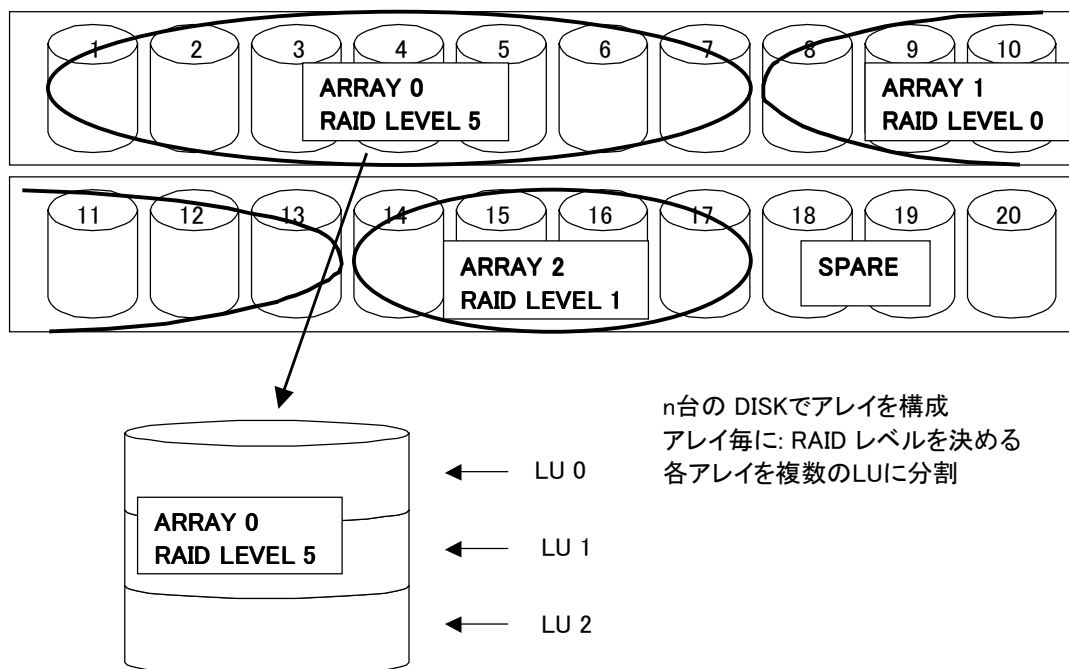 1 2 3 4 5 6 7 8 9 10
ARRAY 0
RAID LEVEL 5
ARRAY 1
RAID LEVEL 0
11 12 13 14 15 16 17 18 19 20
ARRAY 2
RAID LEVEL 1
SPARE
n台の DISKでアレイを構成
アレイ毎に: RAID レベルを決める
各アレイを複数のLUに分割
LU 0
ARRAY 0
RAID LEVEL 5
LU 1
LU 2